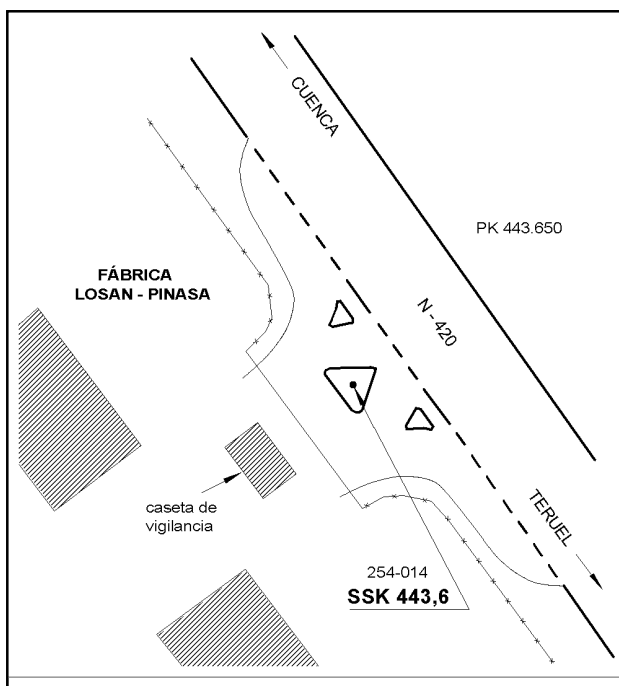 CUENCA
PK 443.650
FÁBRICA
LOSAN - PINASA
N - 420
caseta de
vigilancia
TERUEL
254-014
SSK 443,6